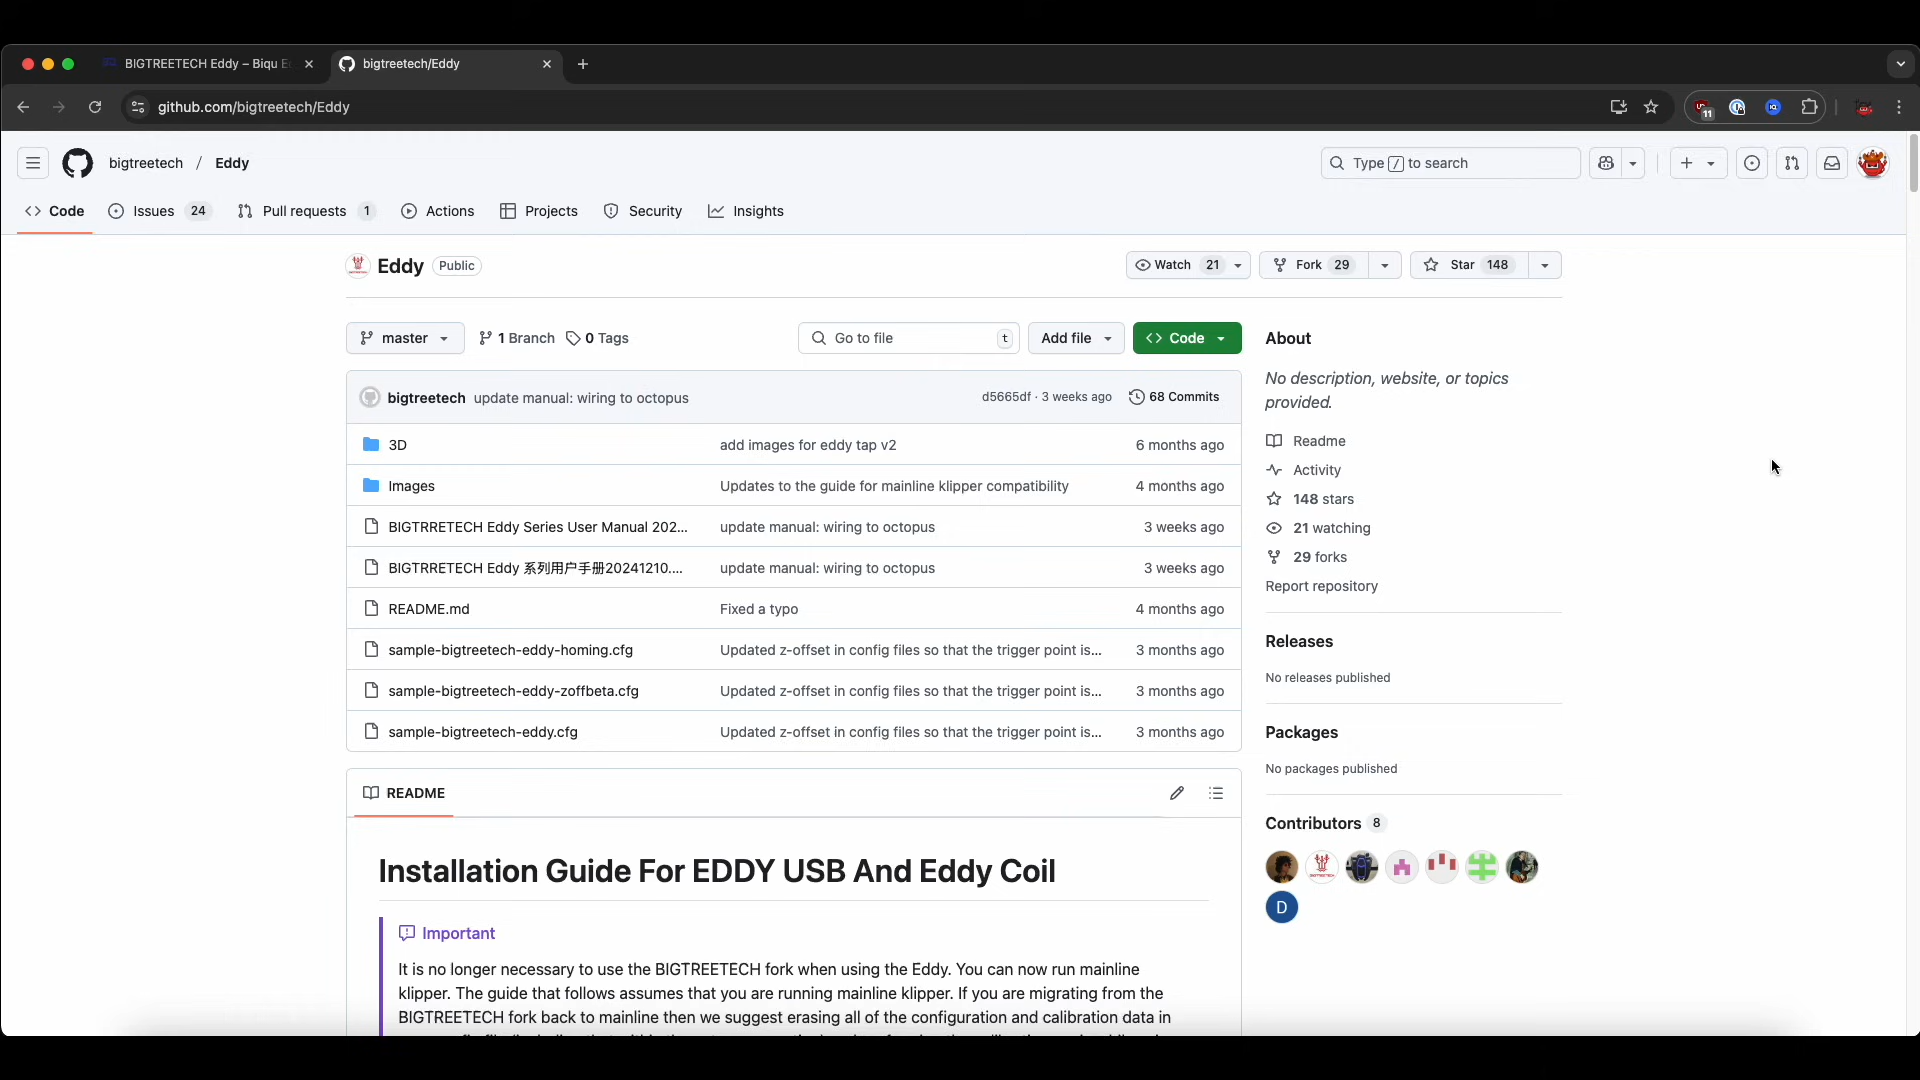 BIGTREETECH Eddy – Biqu E
bigtreetech/Eddy
github.com/bigtreetech/Eddy
11
bigtreetech / Eddy
Type / to search
Code
Issues 24
Pull requests 1
Actions
Projects
Security
Insights
Eddy Public
Watch 21
Fork 29
Star 148
master
1 Branch
0 Tags
Go to file t
Add file
Code
bigtreetech update manual: wiring to octopus d5665df · 3 weeks ago 68 Commits
3D add images for eddy tap v2 6 months ago
Images Updates to the guide for mainline klipper compatibility 4 months ago
BIGTRRETECH Eddy Series User Manual 202... update manual: wiring to octopus 3 weeks ago
BIGTRRETECH Eddy 系列用户手册20241210.... update manual: wiring to octopus 3 weeks ago
README.md Fixed a typo 4 months ago
sample-bigtreetech-eddy-homing.cfg Updated z-offset in config files so that the trigger point is... 3 months ago
sample-bigtreetech-eddy-zoffbeta.cfg Updated z-offset in config files so that the trigger point is... 3 months ago
sample-bigtreetech-eddy.cfg Updated z-offset in config files so that the trigger point is... 3 months ago
README
Installation Guide For EDDY USB And Eddy Coil
Important
It is no longer necessary to use the BIGTREETECH fork when using the Eddy. You can now run mainline
klipper. The guide that follows assumes that you are running mainline klipper. If you are migrating from the
BIGTREETECH fork back to mainline then we suggest erasing all of the configuration and calibration data in
About
No description, website, or topics
provided.
Readme
Activity
148 stars
21 watching
29 forks
Report repository
Releases
No releases published
Packages
No packages published
Contributors 8
D